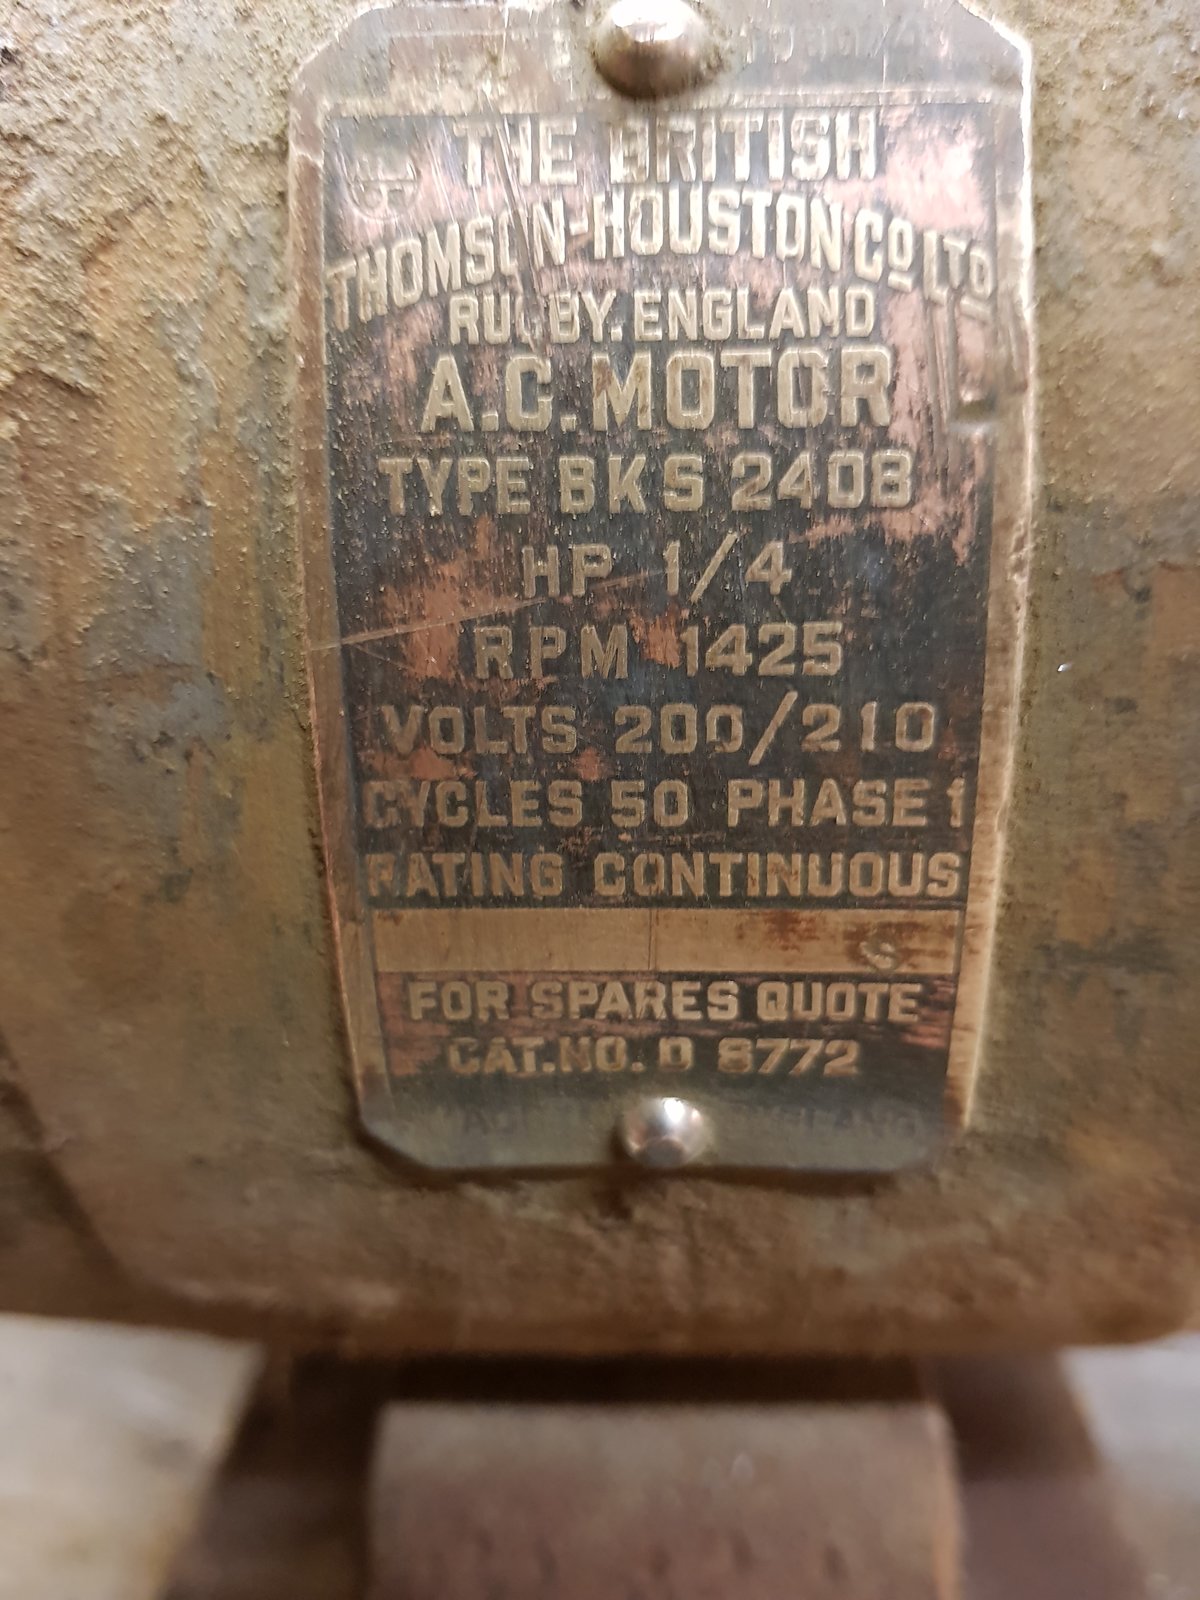 THE BRITISH
THOMSON-HOUSTON CO LTD
RUGBY. ENGLAND
A.C. MOTOR
TYPE BKS 2408
HP 1/4
RPM 1425
VOLTS 200/210
CYCLES 50 PHASE 1
RATING CONTINUOUS
S
FOR SPARES QUOTE
CAT. NO. D 8772